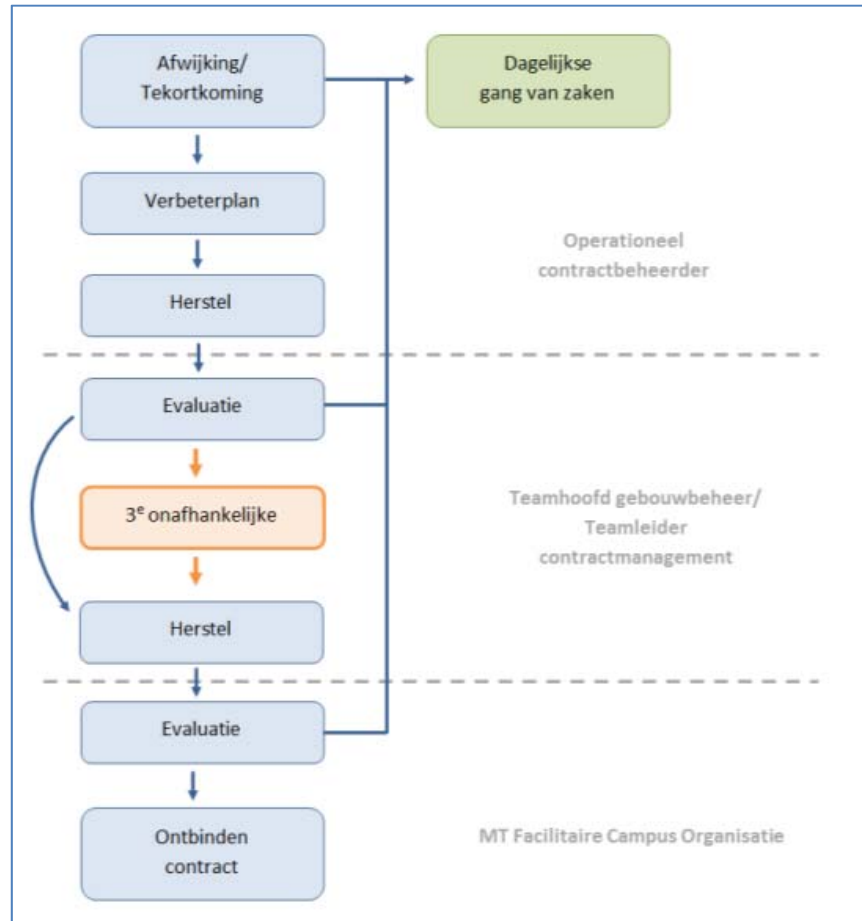 Afwijking/
Tekortkoming
Dagelijkse
gang van zaken
Verbeterplan
Operationeel
contractbeheerder
Herstel
Evaluatie
3e onafhankelijke
Teamhoofd gebouwbeheer/
Teamleider
contractmanagement
Herstel
Evaluatie
Ontbinden
contract
MT Facilitaire Campus Organisatie